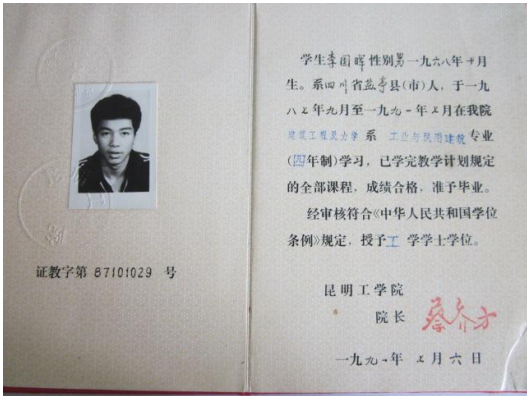 证教字第 87101029 号
学生李国晖性别男一九六八年十月
生。系四川省盐亭县(市)人，于一九
八七年九月至一九九一年七月在我院
建筑工程及力学 系 工业与民用建筑 专业
(四年制)学习，已学完教学计划规定
的全部课程，成绩合格，准予毕业。
经审核符合《中华人民共和国学位
条例》规定，授予工学学士学位。
昆明工学院
院长
一九九一年 七月六日